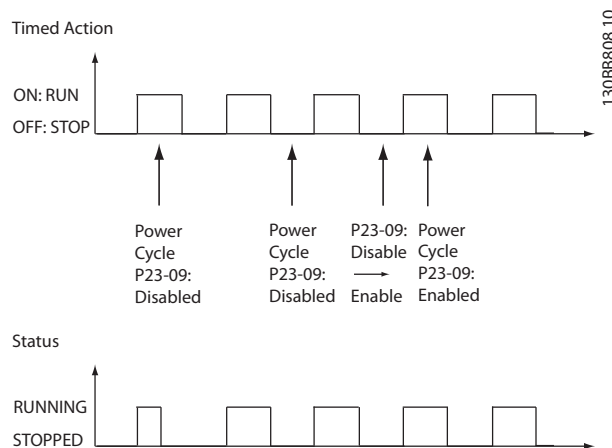 Timed Action
130BB808.10
ON: RUN
OFF: STOP
Power
Cycle
P23-09:
Disabled
Power
Cycle
P23-09:
Disabled
P23-09:
Disable
Enable
Power
Cycle
P23-09:
Enabled
Status
RUNNING
STOPPED